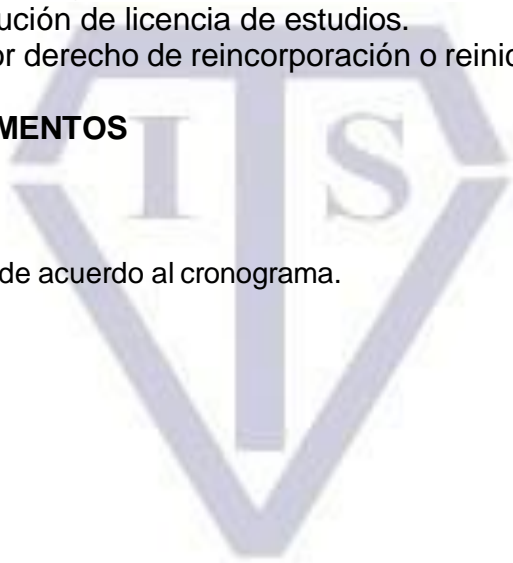 ución de licencia de estudios.
or derecho de reincorporación o reinic
MENTOS
I S
de acuerdo al cronograma.